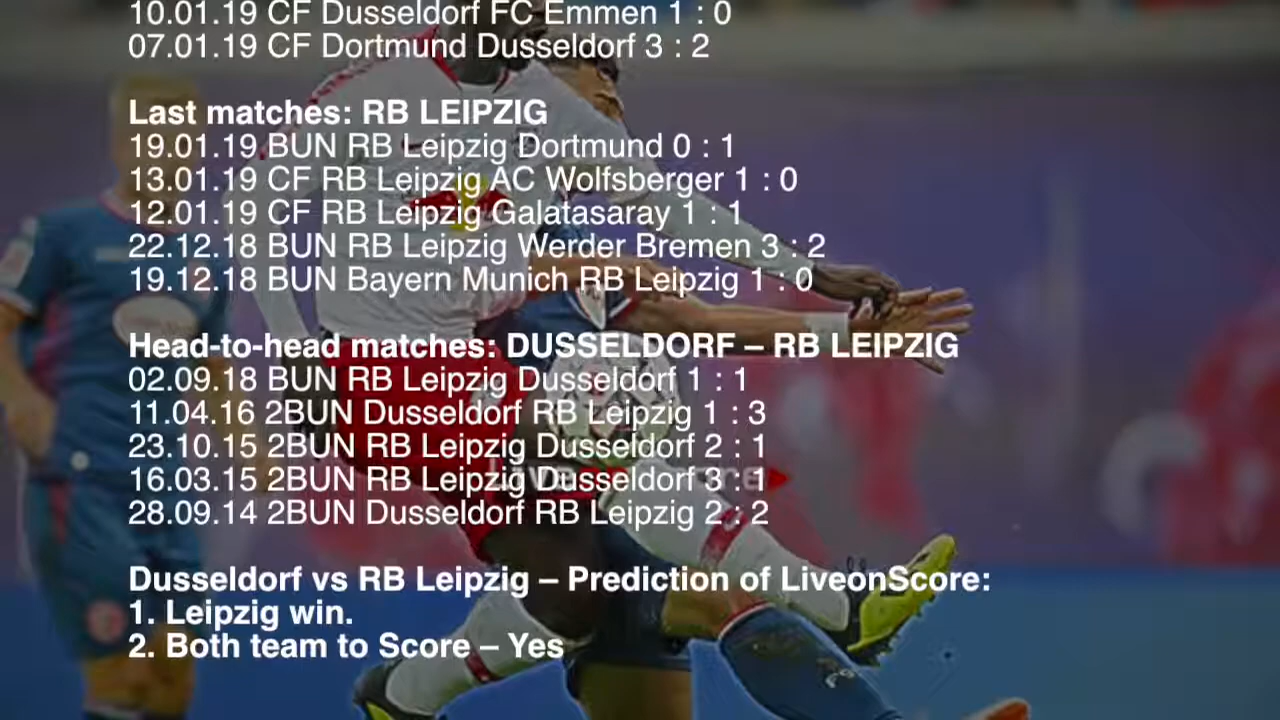 10.01.19 CF Dusseldorf FC Emmen 1 : 0
07.01.19 CF Dortmund Dusseldorf 3 : 2
Last matches: RB LEIPZIG
19.01.19 BUN RB Leipzig Dortmund 0 : 1
13.01.19 CF RB Leipzig AC Wolfsberger 1 : 0
12.01.19 CF RB Leipzig Galatasaray 1 : 1
22.12.18 BUN RB Leipzig Werder Bremen 3 : 2
19.12.18 BUN Bayern Munich RB Leipzig 1 : 0
Head-to-head matches: DUSSELDORF – RB LEIPZIG
02.09.18 BUN RB Leipzig Dusseldorf 1 : 1
11.04.16 2BUN Dusseldorf RB Leipzig 1 : 3
23.10.15 2BUN RB Leipzig Dusseldorf 2 : 1
16.03.15 2BUN RB Leipzig Dusseldorf 3 : 1
28.09.14 2BUN Dusseldorf RB Leipzig 2 : 2
Dusseldorf vs RB Leipzig – Prediction of LiveonScore:
1. Leipzig win.
2. Both team to Score – Yes